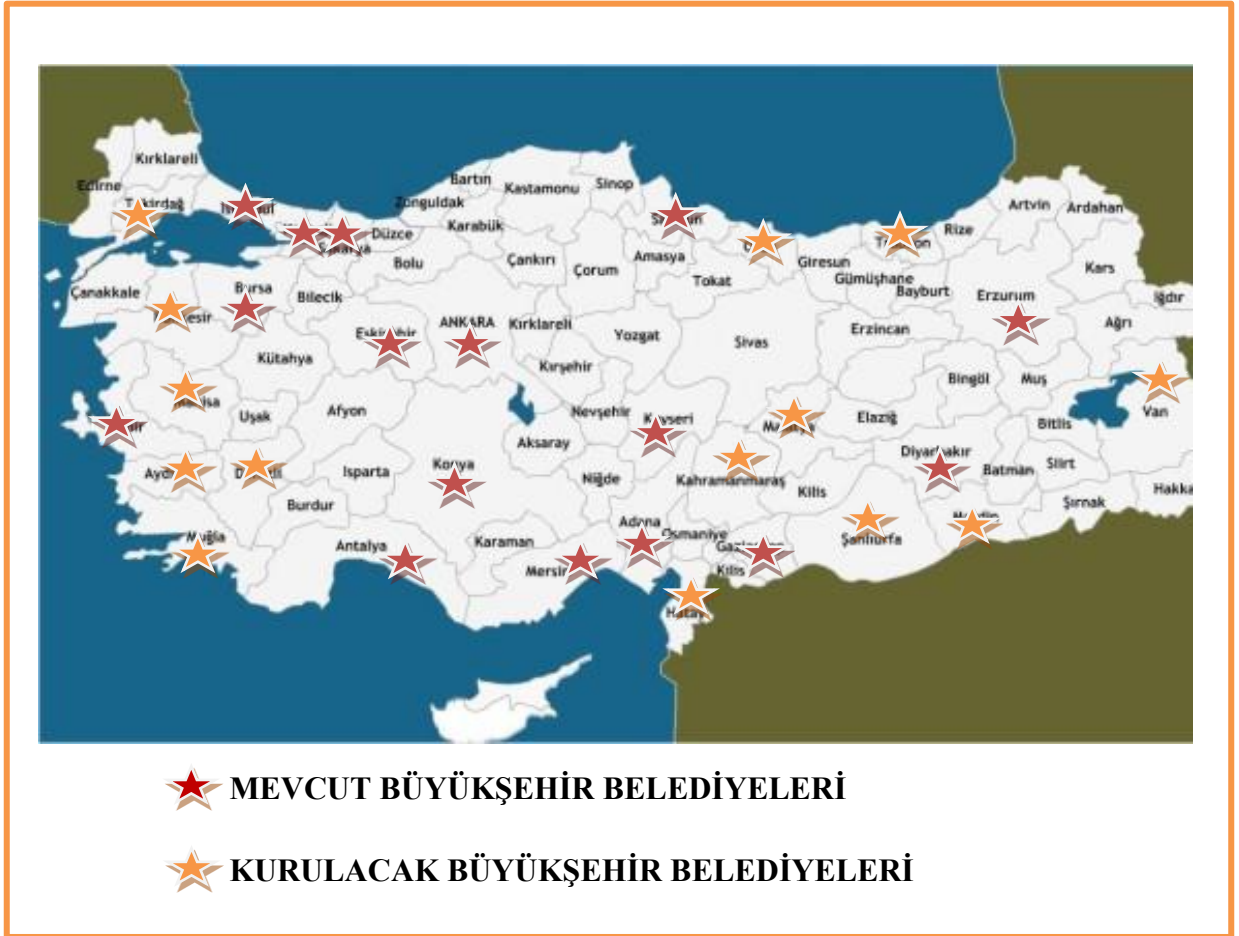 Kırklareli
Edirne
Bartın
Kastamonu
Sinop
Zonguldak
Karabük
Düzce
Bolu
Çankırı
Çorum
Amasya
Tokat
Giresun
Gümüşhane
Bayburt
Rize
Artvin
Ardahan
Kars
Iğdır
Ağrı
Erzurum
Erzincan
Çanakkale
Bursa
Bilecik
ANKARA
Kırklareli
Yozgat
Sivas
Kütahya
Kırşehir
Bingöl
Muş
Van
Uşak
Afyon
Nevşehir
Kayseri
Elazığ
Bitlis
Aksaray
Diyarbakır
Batman
Siirt
Isparta
Konya
Niğde
Kahramanmaraş
Kilis
Şırnak
Hakka
Burdur
Muğla
Antalya
Karaman
Mersin
Adana
Osmaniye
Kilis
Şanlıurfa
Hatay
MEVCUT BÜYÜKŞEHİR BELEDİYELERİ
KURULACAK BÜYÜKŞEHİR BELEDİYELERİ